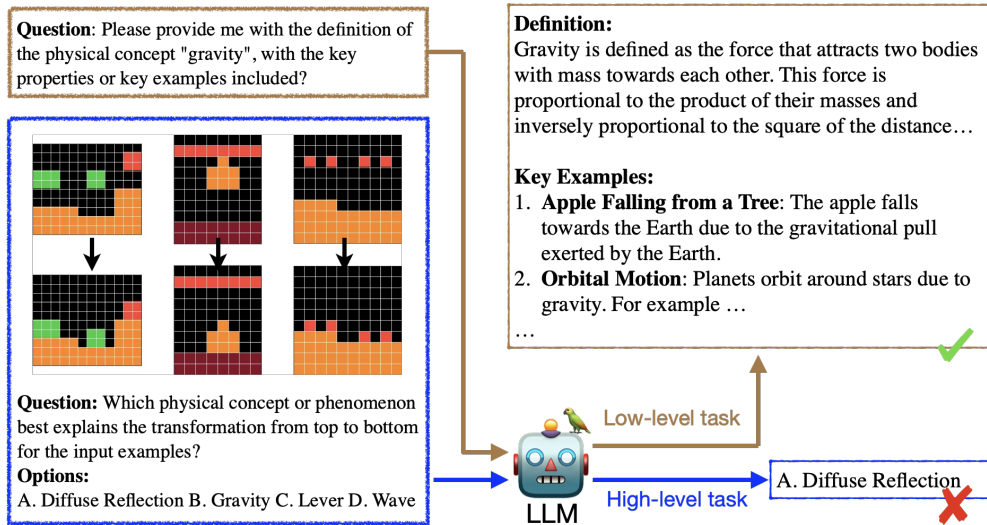 Question: Please provide me with the definition of
the physical concept "gravity", with the key
properties or key examples included?
Question: Which physical concept or phenomenon
best explains the transformation from top to bottom
for the input examples?
Options:
A. Diffuse Reflection B. Gravity C. Lever D. Wave
LLM
Low-level task
High-level task
Definition:
Gravity is defined as the force that attracts two bodies
with mass towards each other. This force is
proportional to the product of their masses and
inversely proportional to the square of the distance…
Key Examples:
1. Apple Falling from a Tree: The apple falls
towards the Earth due to the gravitational pull
exerted by the Earth.
2. Orbital Motion: Planets orbit around stars due to
gravity. For example …
…
A. Diffuse Reflection